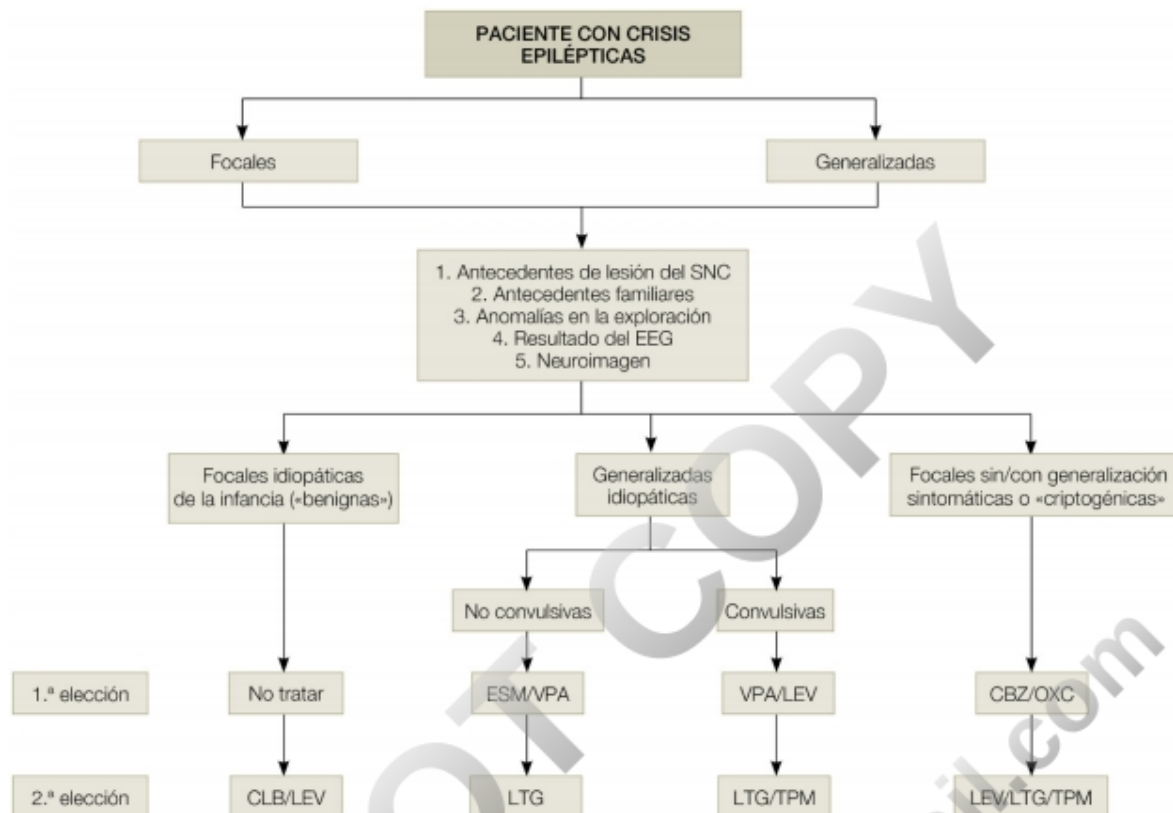 PACIENTE CON CRISIS
EPILÉPTICAS
Focales
Generalizadas
1. Antecedentes de lesión del SNC
2. Antecedentes familiares
3. Anomalías en la exploración
4. Resultado del EEG
5. Neuroimagen
Focales idiopáticas
de la infancia («benignas»)
Generalizadas
idiopáticas
Focales sin/con generalización
sintomáticas o «criptogénicas»
No convulsivas
Convulsivas
1.ª elección
No tratar
ESM/VPA
VPA/LEV
CBZ/OXC
2.ª elección
CLB/LEV
LTG
LTG/TPM
LEV/LTG/TPM
OT COPY
il.com